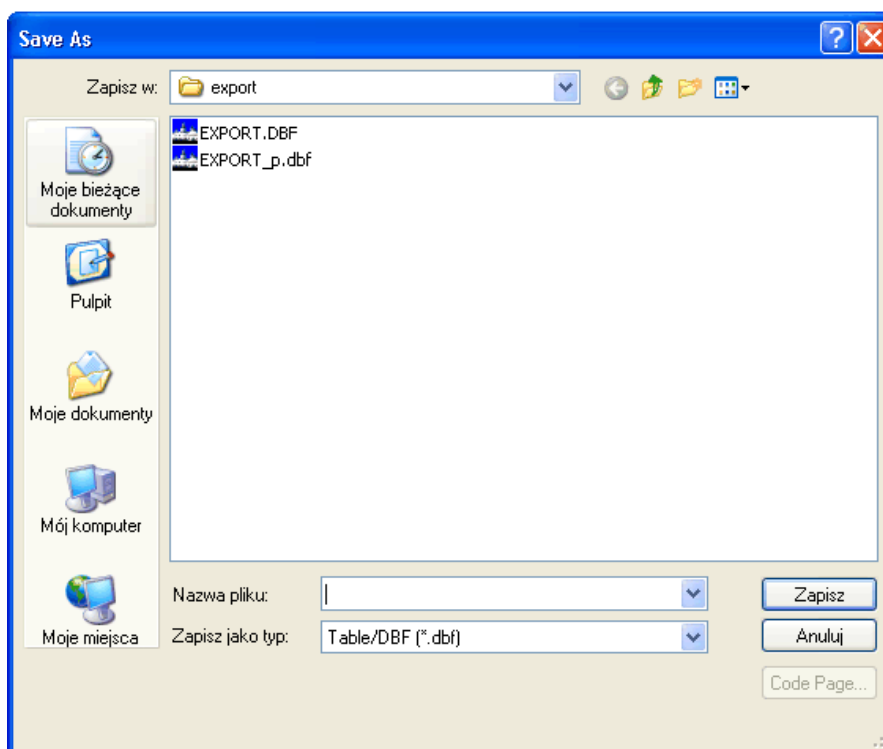 Save As
Zapisz w:
export
EXPORT.DBF
EXPORT_p.dbf
Moje bieżące
dokumenty
Pulpit
Moje dokumenty
Mój komputer
Moje miejsca
Nazwa pliku:
Zapisz
Zapisz jako typ:
Table/DBF (*.dbf)
Anuluj
Code Page...